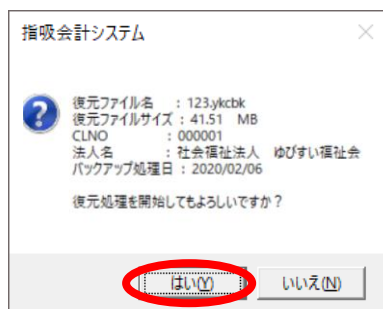 指吸会計システム
復元ファイル名 : 123.ykcbk
復元ファイルサイズ : 41.51 MB
CLNO : 000001
法人名 : 社会福祉法人 ゆびすい福祉会
バックアップ処理日 : 2020/02/06
復元処理を開始してもよろしいですか?
はい(Y) いいえ(N)